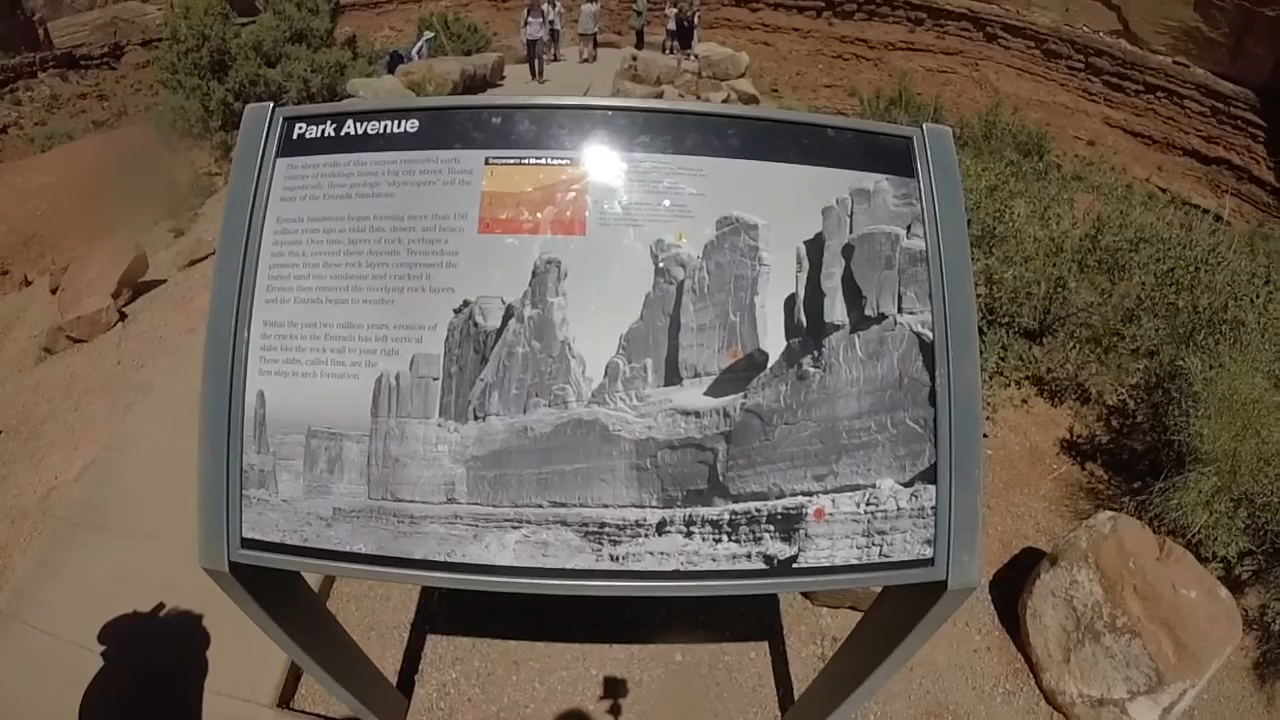 Park Avenue
The sheer walls of this canyon reminded early
visitors of buildings lining a big city street. Rising
majestically, these geologic "skyscrapers" tell the
story of the Entrada Sandstone.
Entrada Sandstone began forming more than 150
million years ago as tidal flats, desert, and beach
deposits. Over time, layers of rock, perhaps a
mile thick, covered these deposits. Tremendous
pressure from these rock layers compressed the
buried sand into sandstone and cracked it.
Erosion then removed the overlying rock layers
and the Entrada began to weather.
Within the past two million years, erosion of
the cracks in the Entrada has left vertical
slabs like the rock wall to your right.
These slabs, called fins, are the
first step in arch formation.
Sequence of Rock Layers